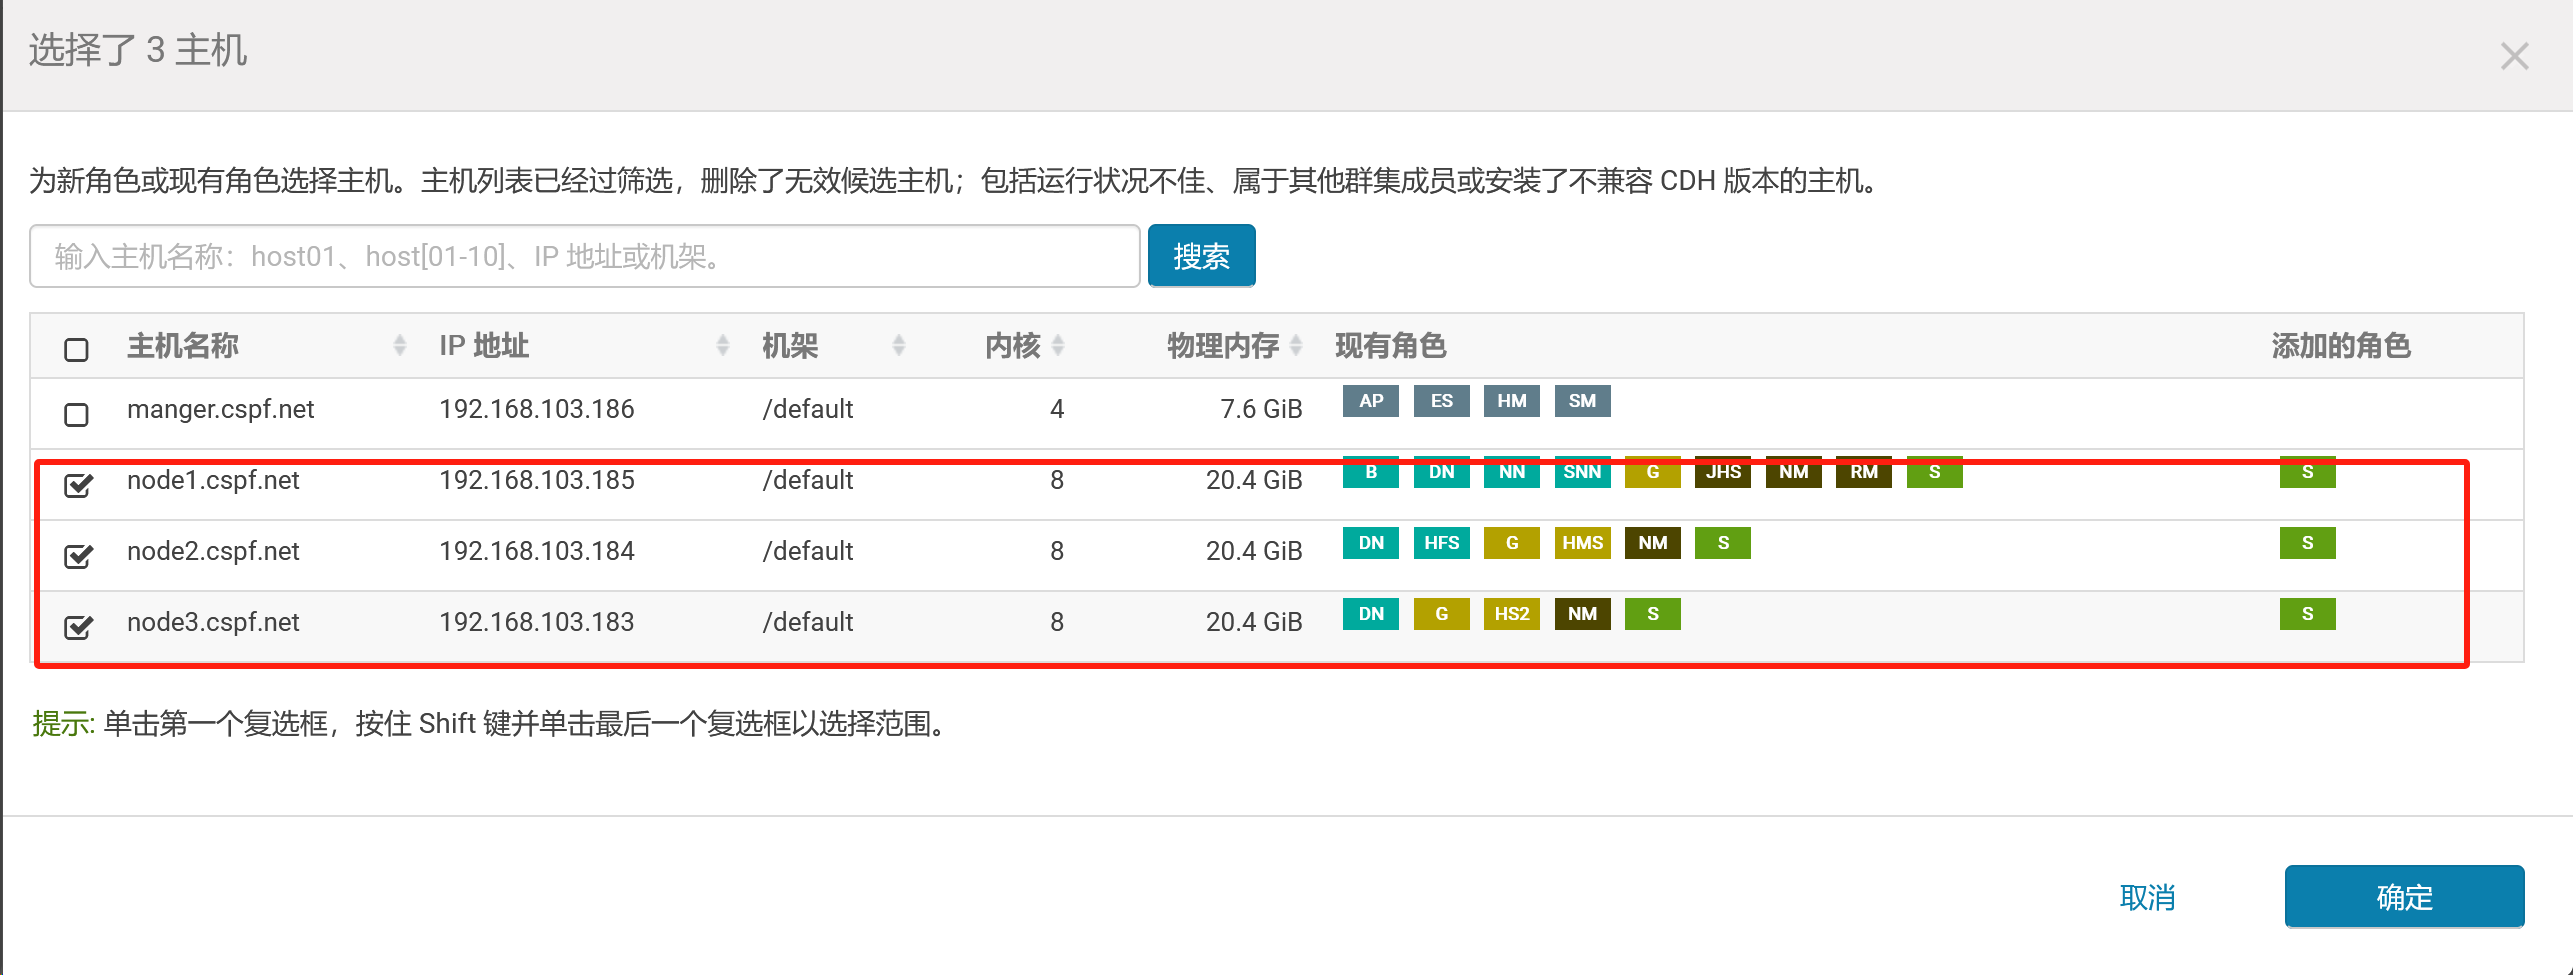 选择了 3 主机
为新角色或现有角色选择主机。主机列表已经过筛选，删除了无效候选主机；包括运行状况不佳、属于其他群集成员或安装了不兼容 CDH 版本的主机。
输入主机名称：host01、host[01-10]、IP 地址或机架。 搜索
主机名称 IP 地址 机架 内核 物理内存 现有角色 添加的角色
manger.cspf.net 192.168.103.186 /default 4 7.6 GiB AP ES HM SM
node1.cspf.net 192.168.103.185 /default 8 20.4 GiB B DN NN SNN G JHS NM RM S S
node2.cspf.net 192.168.103.184 /default 8 20.4 GiB DN HFS G HMS NM S S
node3.cspf.net 192.168.103.183 /default 8 20.4 GiB DN G HS2 NM S S
提示: 单击第一个复选框，按住 Shift 键并单击最后一个复选框以选择范围。
取消 确定